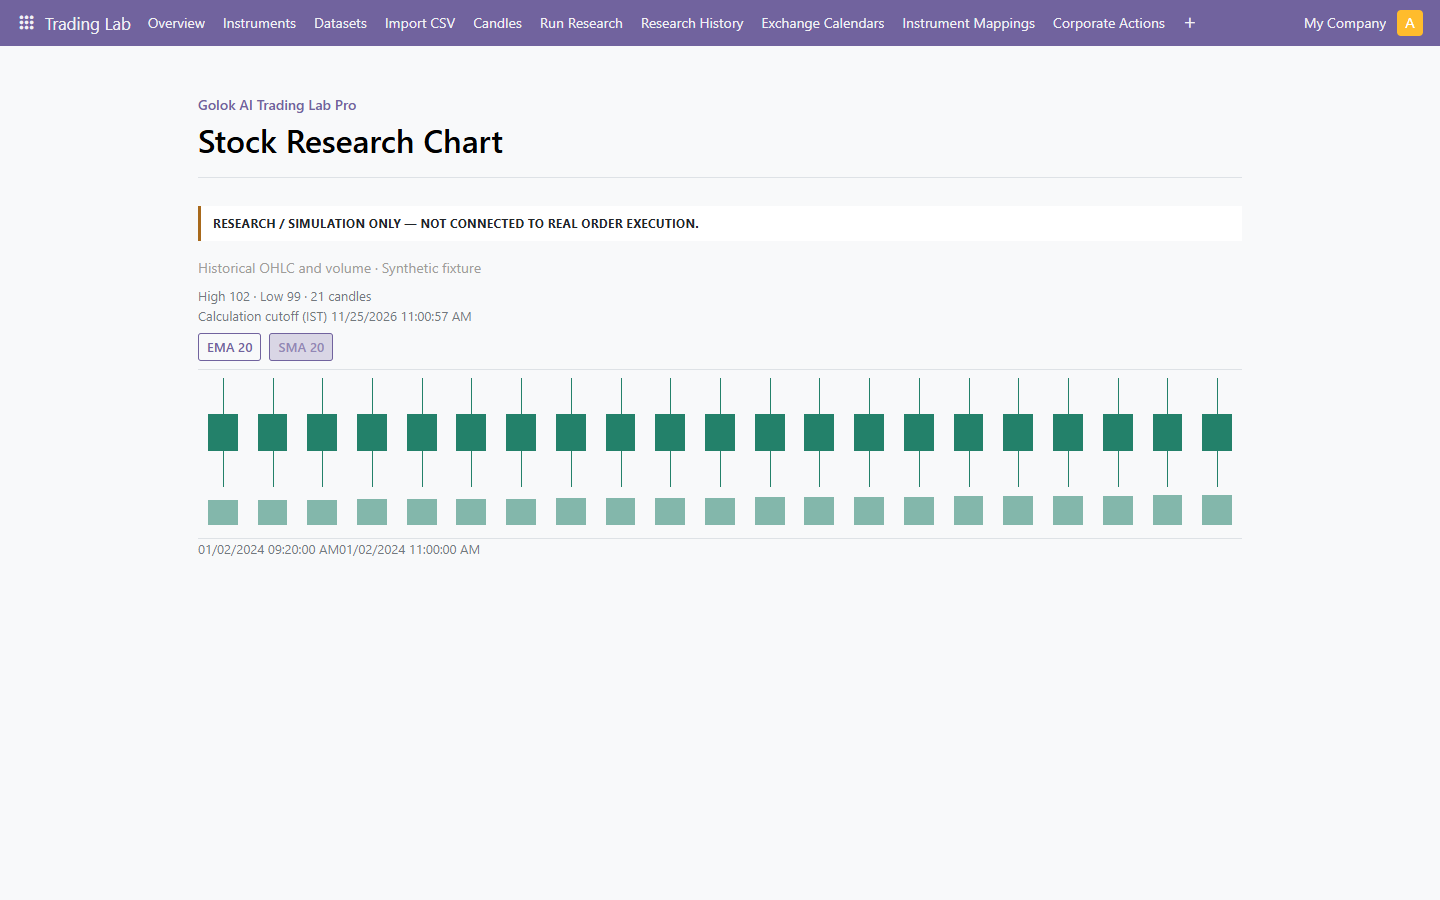 Trading Lab Overview Instruments Datasets Import CSV Candles Run Research Research History Exchange Calendars Instrument Mappings Corporate Actions + My Company A
Golok AI Trading Lab Pro
Stock Research Chart
RESEARCH / SIMULATION ONLY — NOT CONNECTED TO REAL ORDER EXECUTION.
Historical OHLC and volume · Synthetic fixture
High 102 · Low 99 · 21 candles
Calculation cutoff (IST) 11/25/2026 11:00:57 AM
EMA 20 SMA 20
01/02/2024 09:20:00 AM01/02/2024 11:00:00 AM